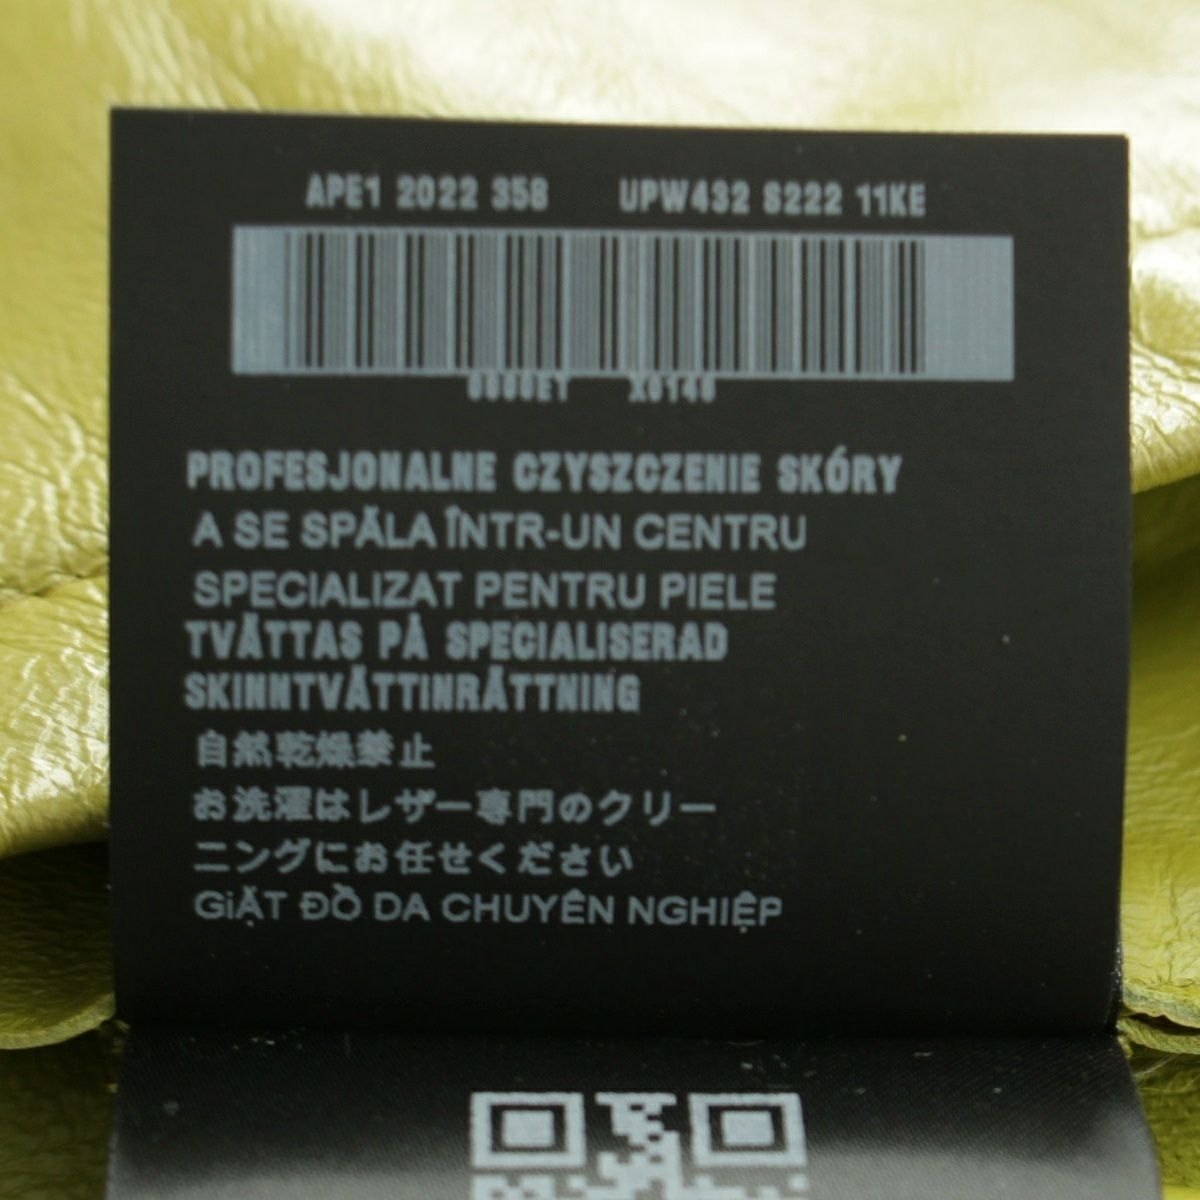 APE1 2022 358 UPW432 S222 11KE
X0140
PROFESJONALNE CZYSZCZENIE SKÓRY
A SE SPĂLA ÎNTR-UN CENTRU
SPECIALIZAT PENTRU PIELE
TVÄTTAS PÅ SPECIALISERAD
SKINNTVÄTTINRÄTTNING
自然乾燥禁止
お洗濯はレザー専門のクリー
ニングにお任せください
GiẶT ĐỒ DA CHUYÊN NGHIỆP